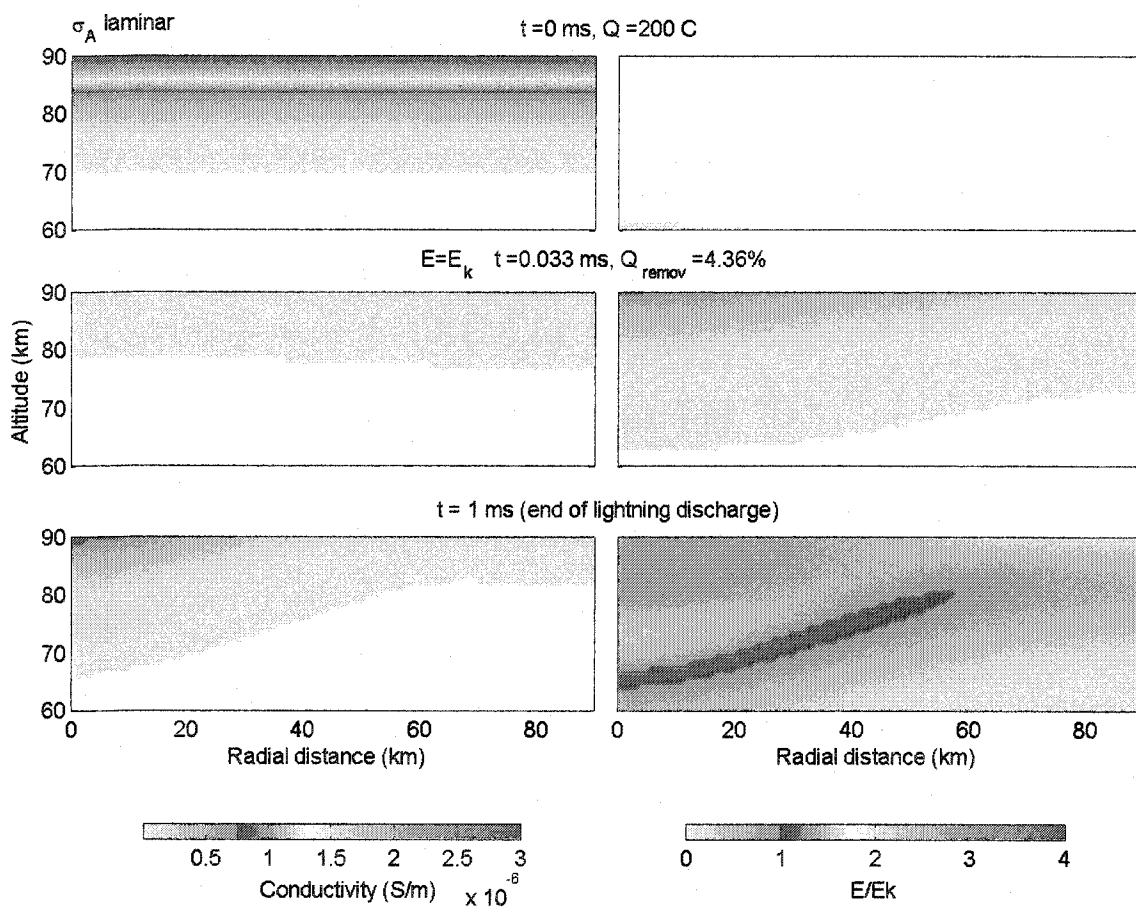 σ_A laminar
t=0 ms, Q =200 C
90
80
70
60
E=E_k t=0.033 ms, Q_remov =4.36%
90
80
70
60
Altitude (km)
t = 1 ms (end of lightning discharge)
90
80
70
60
0 20 40 60 80
0 20 40 60 80
Radial distance (km)
Radial distance (km)
0.5 1 1.5 2 2.5 3
Conductivity (S/m) x 10^-6
0 1 2 3 4
E/Ek